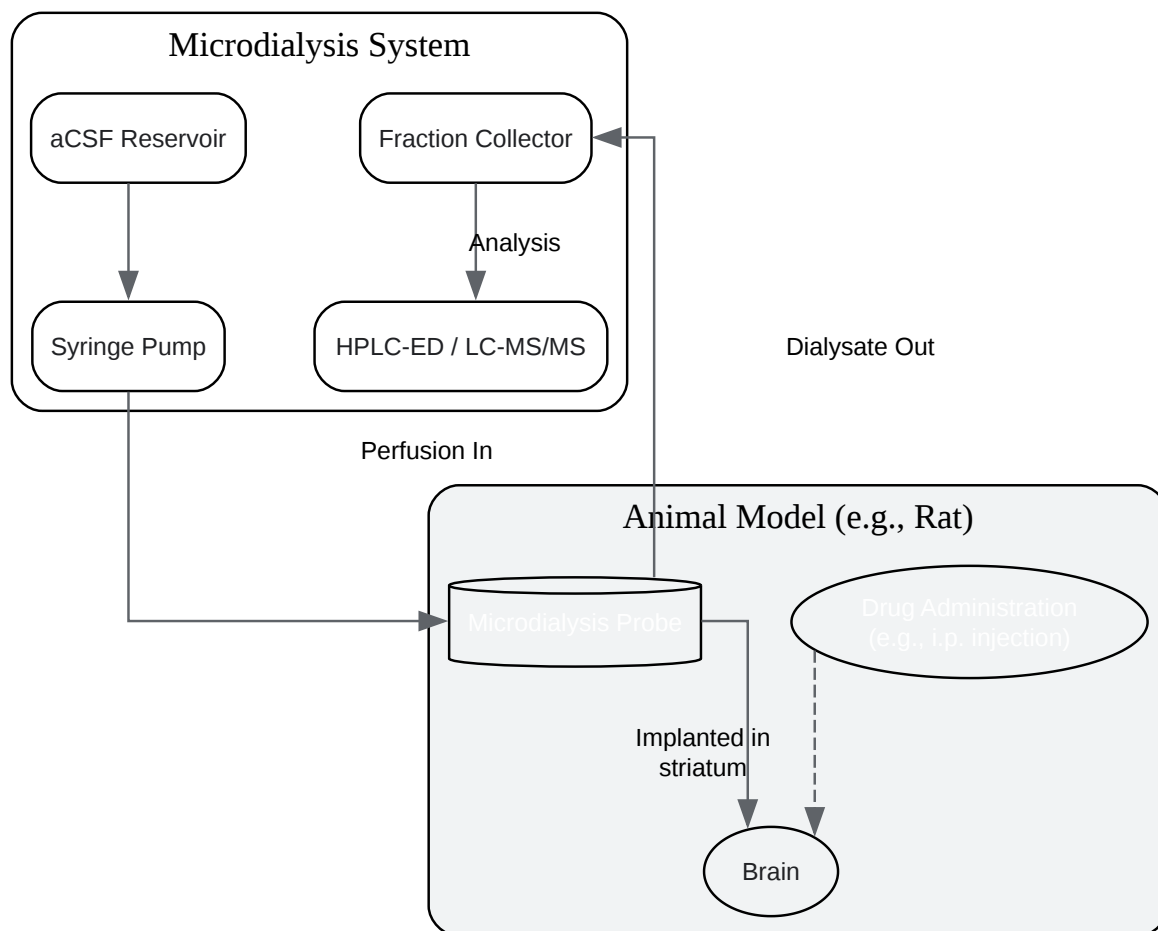 Microdialysis System
aCSF Reservoir
Fraction Collector
Analysis
Syringe Pump
HPLC-ED / LC-MS/MS
Dialysate Out
Perfusion In
Animal Model (e.g., Rat)
Microdialysis Probe
Drug Administration
(e.g., i.p. injection)
Implanted in
striatum
Brain